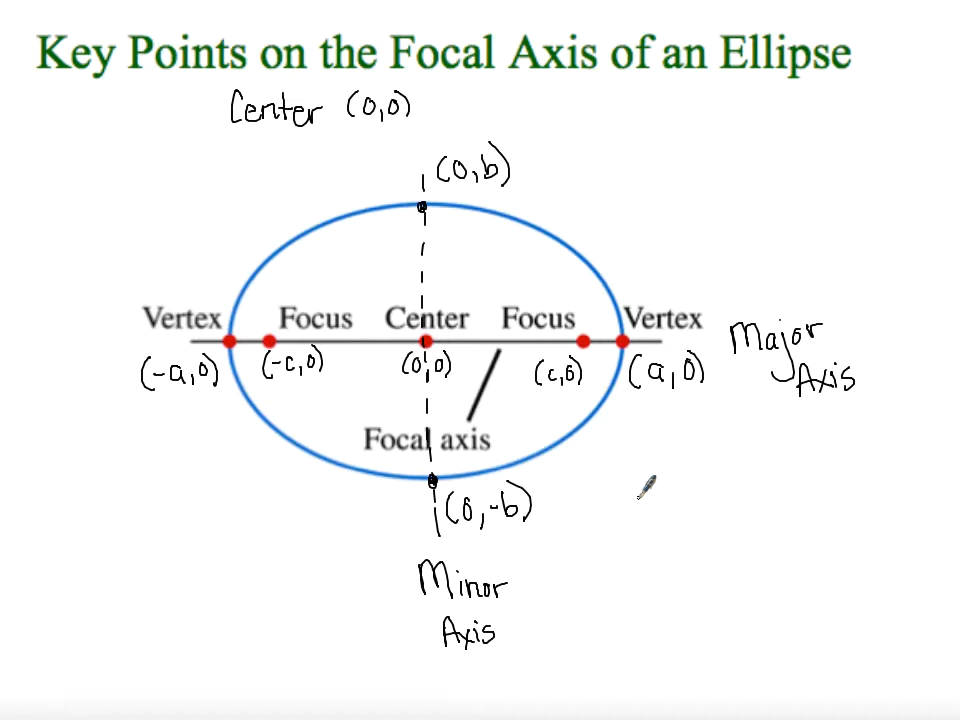 Key Points on the Focal Axis of an Ellipse
Center (0,0)
(0,b)
Vertex Focus Center Focus Vertex
(-a,0) (-c,0) (0,0) (c,0) (a,0)
Major
Axis
Focal axis
(0,-b)
Minor
Axis